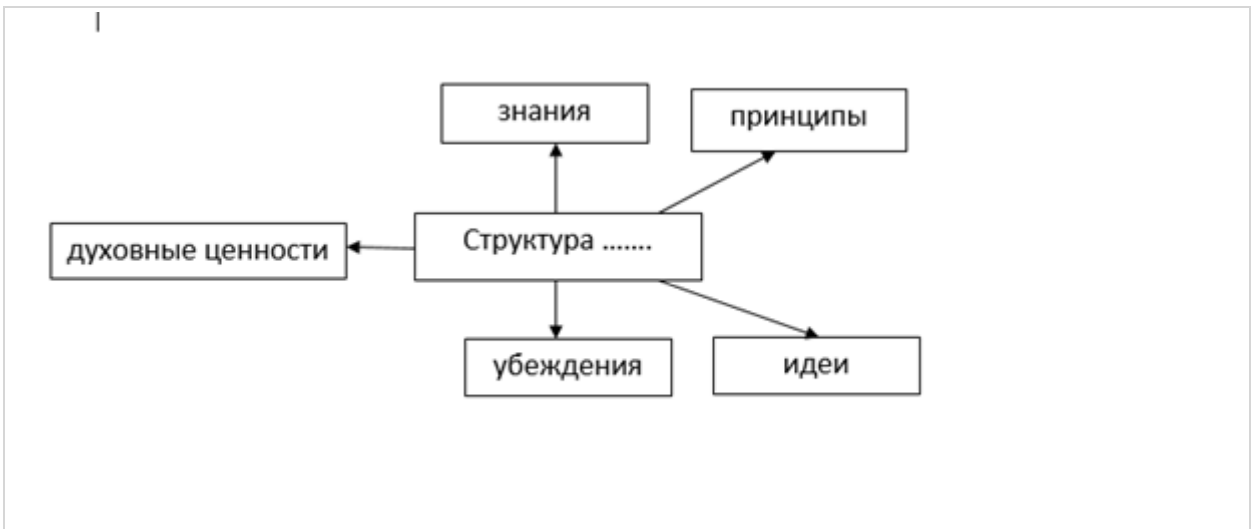 знания
принципы
Структура .......
духовные ценности
убеждения
идеи